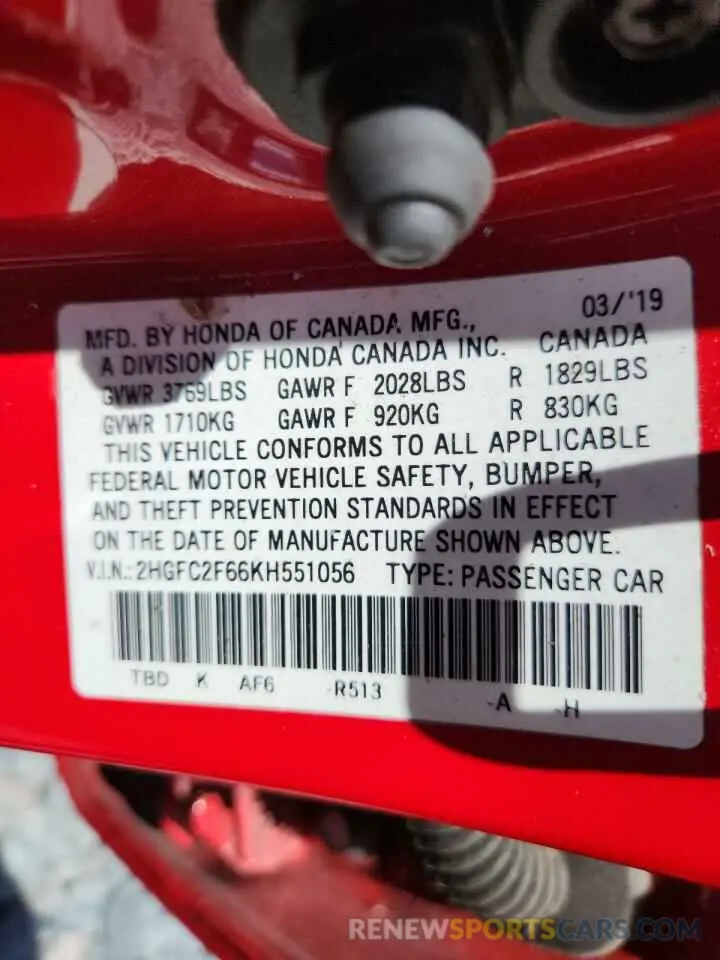 03/'19
MFD. BY HONDA OF CANADA MFG.,
A DIVISION OF HONDA CANADA INC. CANADA
GVWR 3769LBS GAWR F 2028LBS R 1829LBS
GVWR 1710KG GAWR F 920KG R 830KG
THIS VEHICLE CONFORMS TO ALL APPLICABLE
FEDERAL MOTOR VEHICLE SAFETY, BUMPER,
AND THEFT PREVENTION STANDARDS IN EFFECT
ON THE DATE OF MANUFACTURE SHOWN ABOVE.
V.I.N.: 2HGFC2F66KH551056 TYPE: PASSENGER CAR
TBD K AF6 -R513 -A -H
RENEWSPORTSCARS.COM